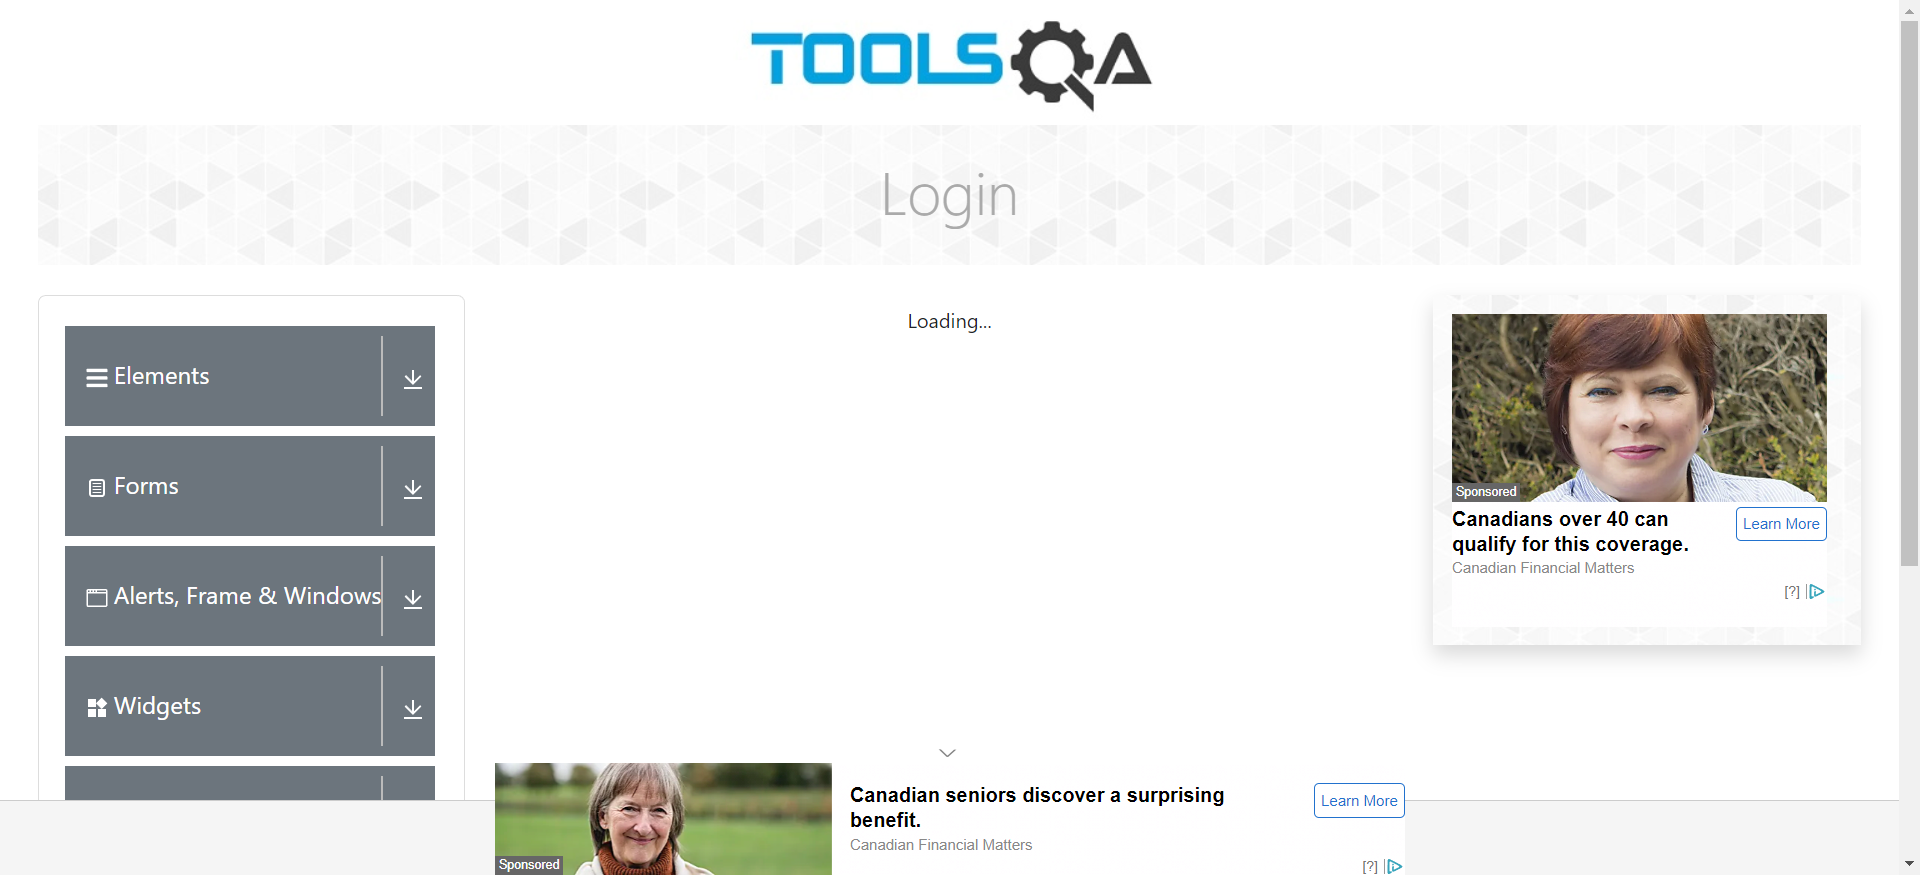 TOOLSQA
Login
Elements
Forms
Alerts, Frame & Windows
Widgets
Loading...
Sponsored
Canadians over 40 can
qualify for this coverage.
Canadian Financial Matters
Learn More
[?]
Sponsored
Canadian seniors discover a surprising
benefit.
Canadian Financial Matters
Learn More
[?]